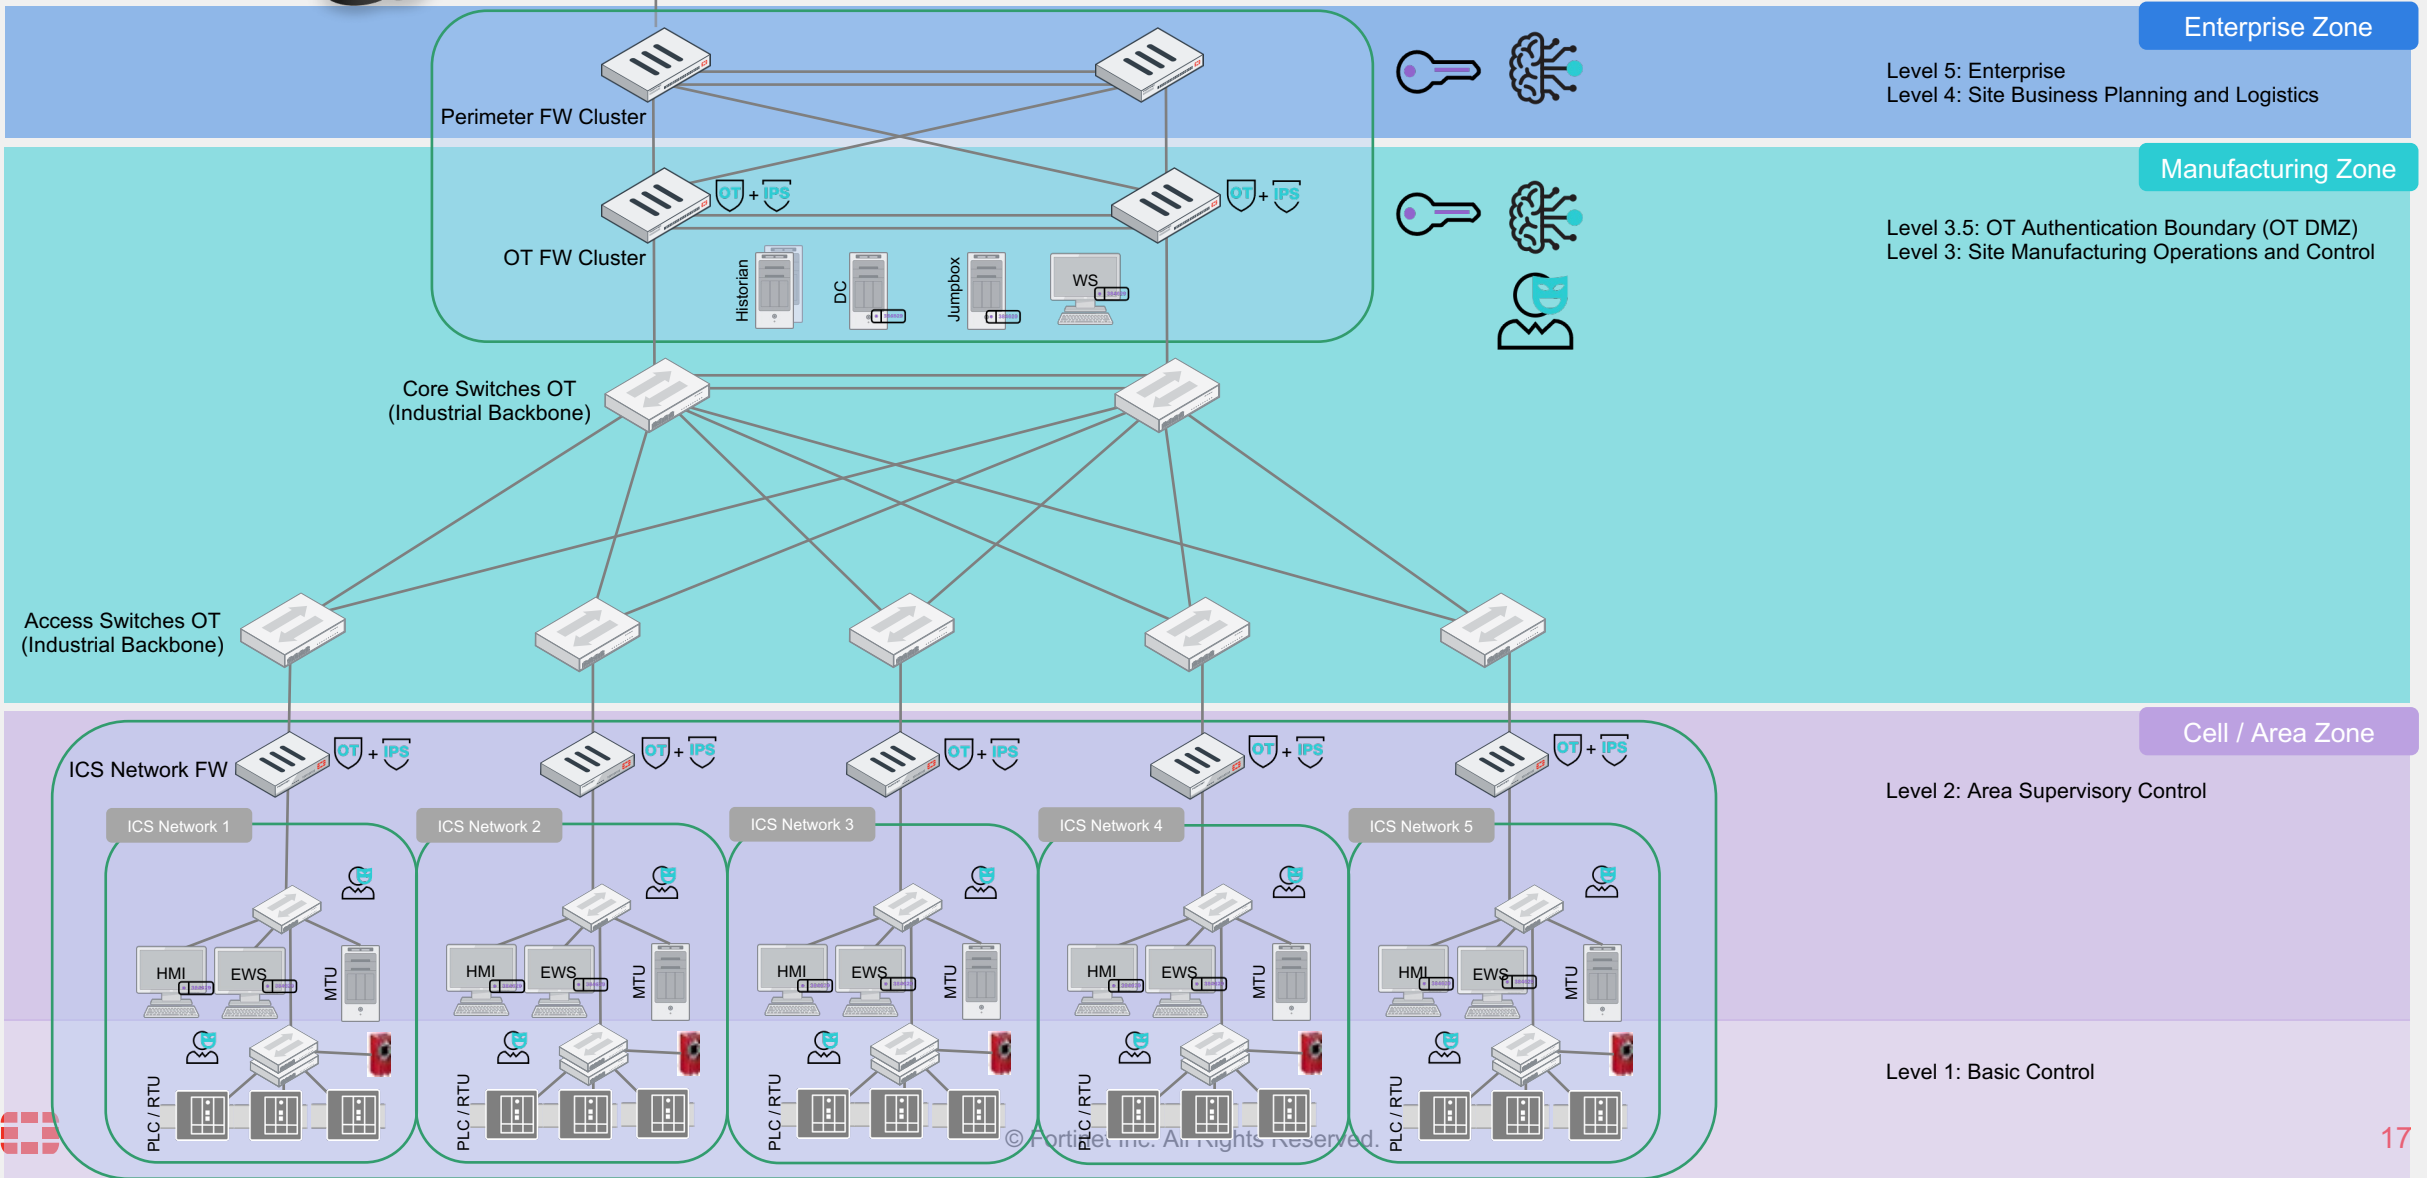 Enterprise Zone
Level 5: Enterprise
Level 4: Site Business Planning and Logistics
Perimeter FW Cluster
Manufacturing Zone
OT + IPS
OT + IPS
Level 3.5: OT Authentication Boundary (OT DMZ)
Level 3: Site Manufacturing Operations and Control
OT FW Cluster
Historian
DC
Jumpbox
WS
Core Switches OT
(Industrial Backbone)
Access Switches OT
(Industrial Backbone)
Cell / Area Zone
ICS Network FW
OT + IPS
OT + IPS
OT + IPS
OT + IPS
OT + IPS
Level 2: Area Supervisory Control
ICS Network 1
ICS Network 2
ICS Network 3
ICS Network 4
ICS Network 5
HMI
EWS
MTU
HMI
EWS
MTU
HMI
EWS
MTU
HMI
EWS
MTU
HMI
EWS
MTU
Level 1: Basic Control
PLC / RTU
PLC / RTU
PLC / RTU
PLC / RTU
PLC / RTU
© Fortinet Inc. All Rights Reserved.
17